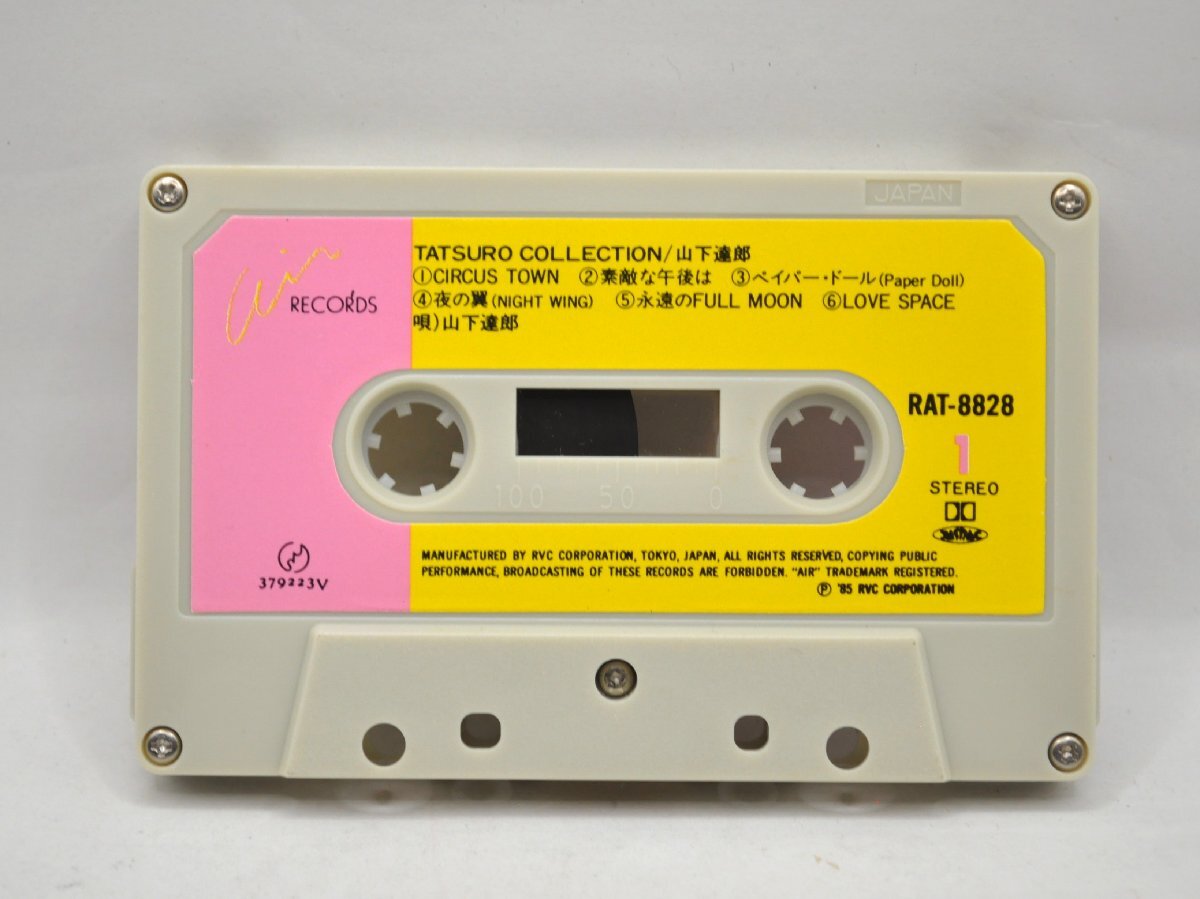 JAPAN
Air
RECORDS
TATSURO COLLECTION/山下達郎
①CIRCUS TOWN ②素敵な午後は ③ペイパー・ドール(Paper Doll)
④夜の翼(NIGHT WING) ⑤永遠のFULL MOON ⑥LOVE SPACE
唄)山下達郎
RAT-8828
1
STEREO
100 50 0
379223V
MANUFACTURED BY RVC CORPORATION, TOKYO, JAPAN, ALL RIGHTS RESERVED, COPYING PUBLIC
PERFORMANCE, BROADCASTING OF THESE RECORDS ARE FORBIDDEN. "AIR" TRADEMARK REGISTERED.
Ⓟ '85 RVC CORPORATION